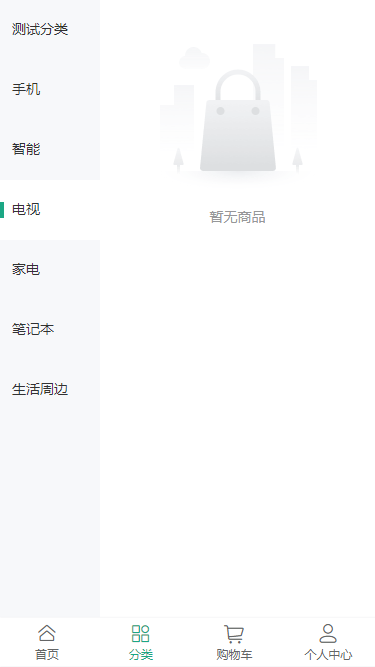 测试分类
手机
智能
电视
家电
笔记本
生活周边
暂无商品
首页
分类
购物车
个人中心